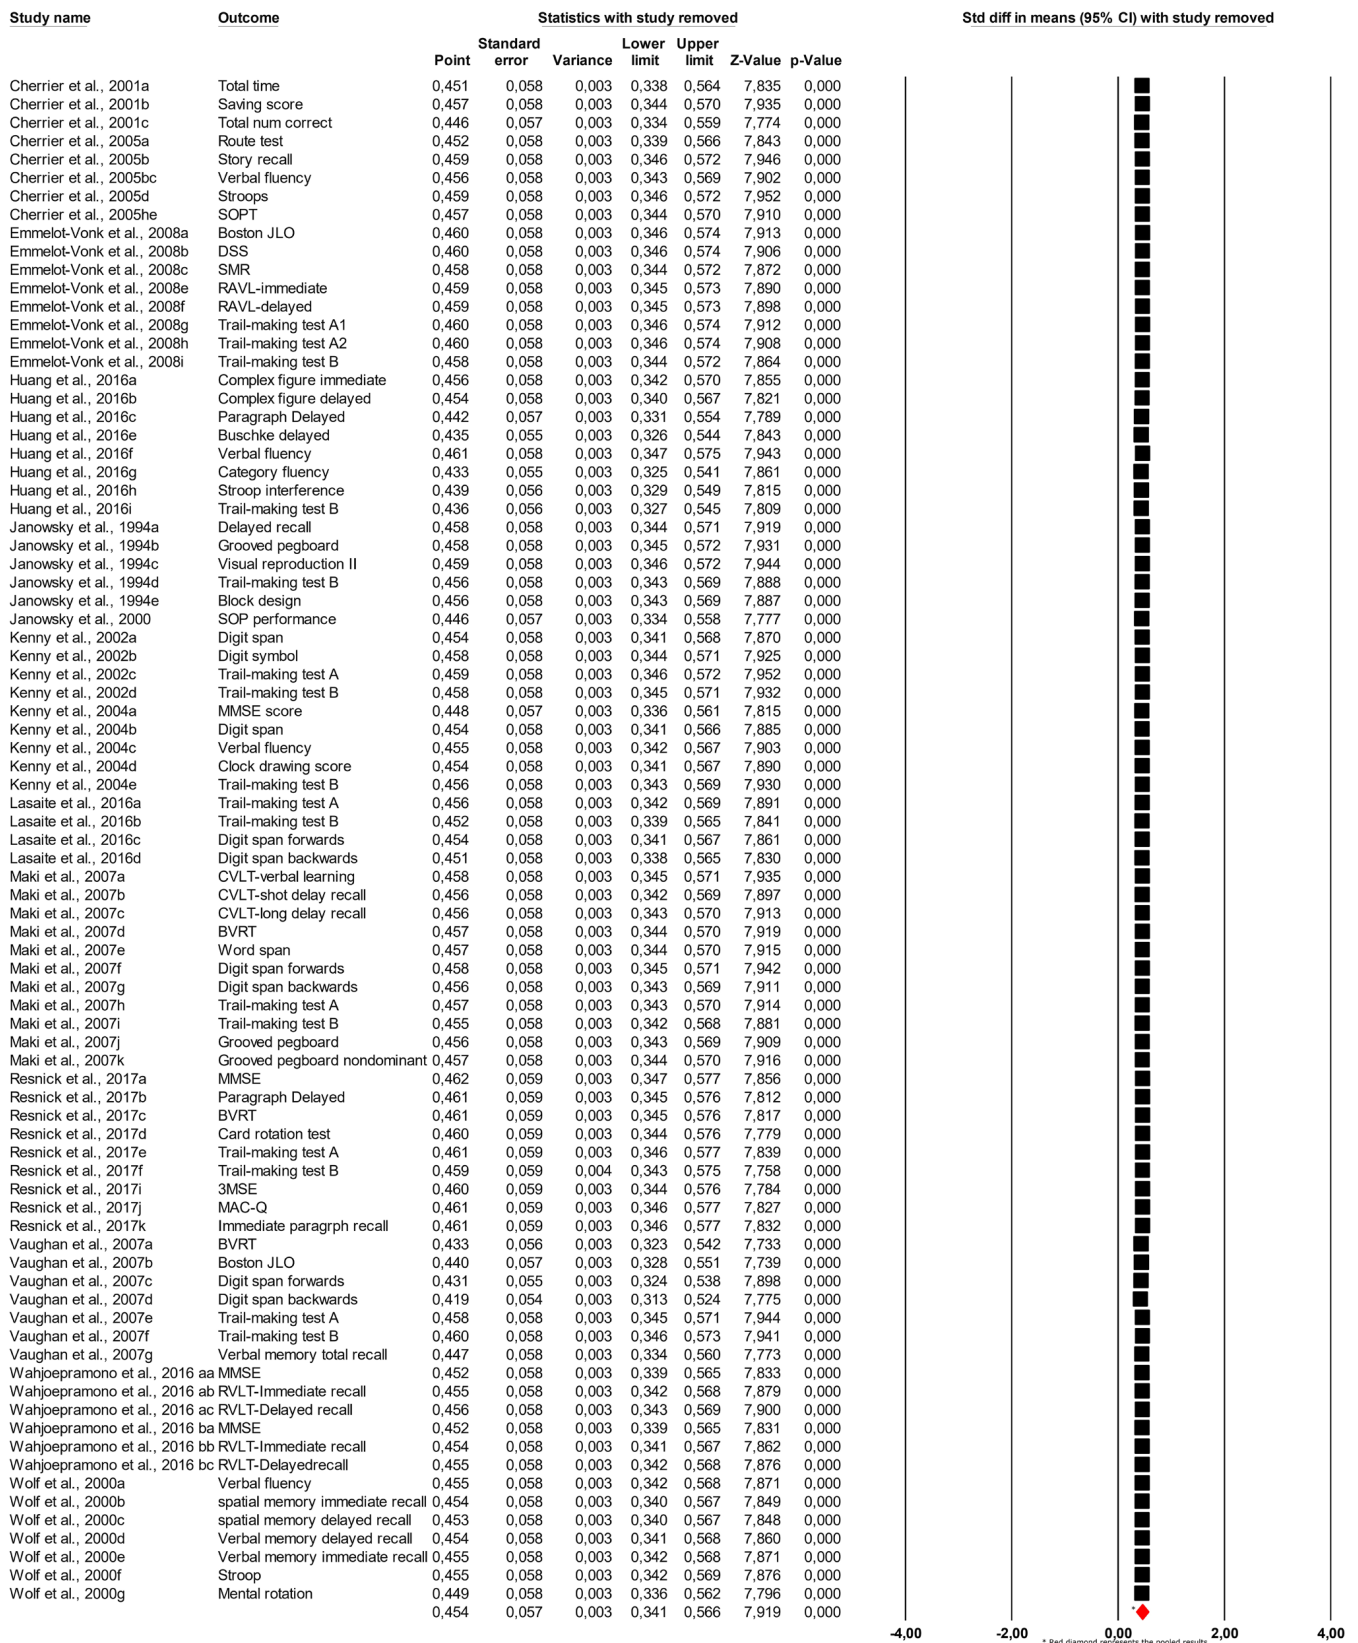 Study name Outcome Statistics with study removed Std diff in means (95% CI) with study removed
Standard Lower Upper
Point error Variance limit limit Z-Value p-Value
Cherrier et al., 2001a Total time 0,451 0,058 0,003 0,338 0,564 7,835 0,000
Cherrier et al., 2001b Saving score 0,457 0,058 0,003 0,344 0,570 7,935 0,000
Cherrier et al., 2001c Total num correct 0,446 0,057 0,003 0,334 0,559 7,774 0,000
Cherrier et al., 2005a Route test 0,452 0,058 0,003 0,339 0,566 7,843 0,000
Cherrier et al., 2005b Story recall 0,459 0,058 0,003 0,346 0,572 7,946 0,000
Cherrier et al., 2005bc Verbal fluency 0,456 0,058 0,003 0,343 0,569 7,902 0,000
Cherrier et al., 2005d Stroops 0,459 0,058 0,003 0,346 0,572 7,952 0,000
Cherrier et al., 2005he SOPT 0,457 0,058 0,003 0,344 0,570 7,910 0,000
Emmelot-Vonk et al., 2008a Boston JLO 0,460 0,058 0,003 0,346 0,574 7,913 0,000
Emmelot-Vonk et al., 2008b DSS 0,460 0,058 0,003 0,346 0,574 7,906 0,000
Emmelot-Vonk et al., 2008c SMR 0,458 0,058 0,003 0,344 0,572 7,872 0,000
Emmelot-Vonk et al., 2008e RAVL-immediate 0,459 0,058 0,003 0,345 0,573 7,890 0,000
Emmelot-Vonk et al., 2008f RAVL-delayed 0,459 0,058 0,003 0,345 0,573 7,898 0,000
Emmelot-Vonk et al., 2008g Trail-making test A1 0,460 0,058 0,003 0,346 0,574 7,912 0,000
Emmelot-Vonk et al., 2008h Trail-making test A2 0,460 0,058 0,003 0,346 0,574 7,908 0,000
Emmelot-Vonk et al., 2008i Trail-making test B 0,458 0,058 0,003 0,344 0,572 7,864 0,000
Huang et al., 2016a Complex figure immediate 0,456 0,058 0,003 0,342 0,570 7,855 0,000
Huang et al., 2016b Complex figure delayed 0,454 0,058 0,003 0,340 0,567 7,821 0,000
Huang et al., 2016c Paragraph Delayed 0,442 0,057 0,003 0,331 0,554 7,789 0,000
Huang et al., 2016e Buschke delayed 0,435 0,055 0,003 0,326 0,544 7,843 0,000
Huang et al., 2016f Verbal fluency 0,461 0,058 0,003 0,347 0,575 7,943 0,000
Huang et al., 2016g Category fluency 0,433 0,055 0,003 0,325 0,541 7,861 0,000
Huang et al., 2016h Stroop interference 0,439 0,056 0,003 0,329 0,549 7,815 0,000
Huang et al., 2016i Trail-making test B 0,436 0,056 0,003 0,327 0,545 7,809 0,000
Janowsky et al., 1994a Delayed recall 0,458 0,058 0,003 0,344 0,571 7,919 0,000
Janowsky et al., 1994b Grooved pegboard 0,458 0,058 0,003 0,345 0,572 7,931 0,000
Janowsky et al., 1994c Visual reproduction II 0,459 0,058 0,003 0,346 0,572 7,944 0,000
Janowsky et al., 1994d Trail-making test B 0,456 0,058 0,003 0,343 0,569 7,888 0,000
Janowsky et al., 1994e Block design 0,456 0,058 0,003 0,343 0,569 7,887 0,000
Janowsky et al., 2000 SOP performance 0,446 0,057 0,003 0,334 0,558 7,777 0,000
Kenny et al., 2002a Digit span 0,454 0,058 0,003 0,341 0,568 7,870 0,000
Kenny et al., 2002b Digit symbol 0,458 0,058 0,003 0,344 0,571 7,925 0,000
Kenny et al., 2002c Trail-making test A 0,459 0,058 0,003 0,346 0,572 7,952 0,000
Kenny et al., 2002d Trail-making test B 0,458 0,058 0,003 0,345 0,571 7,932 0,000
Kenny et al., 2004a MMSE score 0,448 0,057 0,003 0,336 0,561 7,815 0,000
Kenny et al., 2004b Digit span 0,454 0,058 0,003 0,341 0,566 7,885 0,000
Kenny et al., 2004c Verbal fluency 0,455 0,058 0,003 0,342 0,567 7,903 0,000
Kenny et al., 2004d Clock drawing score 0,454 0,058 0,003 0,341 0,567 7,890 0,000
Kenny et al., 2004e Trail-making test B 0,456 0,058 0,003 0,343 0,569 7,930 0,000
Lasaite et al., 2016a Trail-making test A 0,456 0,058 0,003 0,342 0,569 7,891 0,000
Lasaite et al., 2016b Trail-making test B 0,452 0,058 0,003 0,339 0,565 7,841 0,000
Lasaite et al., 2016c Digit span forwards 0,454 0,058 0,003 0,341 0,567 7,861 0,000
Lasaite et al., 2016d Digit span backwards 0,451 0,058 0,003 0,338 0,565 7,830 0,000
Maki et al., 2007a CVLT-verbal learning 0,458 0,058 0,003 0,345 0,571 7,935 0,000
Maki et al., 2007b CVLT-shot delay recall 0,456 0,058 0,003 0,342 0,569 7,897 0,000
Maki et al., 2007c CVLT-long delay recall 0,456 0,058 0,003 0,343 0,570 7,913 0,000
Maki et al., 2007d BVRT 0,457 0,058 0,003 0,344 0,570 7,919 0,000
Maki et al., 2007e Word span 0,457 0,058 0,003 0,344 0,570 7,915 0,000
Maki et al., 2007f Digit span forwards 0,458 0,058 0,003 0,345 0,571 7,942 0,000
Maki et al., 2007g Digit span backwards 0,456 0,058 0,003 0,343 0,569 7,911 0,000
Maki et al., 2007h Trail-making test A 0,457 0,058 0,003 0,343 0,570 7,914 0,000
Maki et al., 2007i Trail-making test B 0,455 0,058 0,003 0,342 0,568 7,881 0,000
Maki et al., 2007j Grooved pegboard 0,456 0,058 0,003 0,343 0,569 7,909 0,000
Maki et al., 2007k Grooved pegboard nondominant 0,457 0,058 0,003 0,344 0,570 7,916 0,000
Resnick et al., 2017a MMSE 0,462 0,059 0,003 0,347 0,577 7,856 0,000
Resnick et al., 2017b Paragraph Delayed 0,461 0,059 0,003 0,345 0,576 7,812 0,000
Resnick et al., 2017c BVRT 0,461 0,059 0,003 0,345 0,576 7,817 0,000
Resnick et al., 2017d Card rotation test 0,460 0,059 0,003 0,344 0,576 7,779 0,000
Resnick et al., 2017e Trail-making test A 0,461 0,059 0,003 0,346 0,577 7,839 0,000
Resnick et al., 2017f Trail-making test B 0,459 0,059 0,004 0,343 0,575 7,758 0,000
Resnick et al., 2017i 3MSE 0,460 0,059 0,003 0,344 0,576 7,784 0,000
Resnick et al., 2017j MAC-Q 0,461 0,059 0,003 0,346 0,577 7,827 0,000
Resnick et al., 2017k Immediate paragrph recall 0,461 0,059 0,003 0,346 0,577 7,832 0,000
Vaughan et al., 2007a BVRT 0,433 0,056 0,003 0,323 0,542 7,733 0,000
Vaughan et al., 2007b Boston JLO 0,440 0,057 0,003 0,328 0,551 7,739 0,000
Vaughan et al., 2007c Digit span forwards 0,431 0,055 0,003 0,324 0,538 7,898 0,000
Vaughan et al., 2007d Digit span backwards 0,419 0,054 0,003 0,313 0,524 7,775 0,000
Vaughan et al., 2007e Trail-making test A 0,458 0,058 0,003 0,345 0,571 7,944 0,000
Vaughan et al., 2007f Trail-making test B 0,460 0,058 0,003 0,346 0,573 7,941 0,000
Vaughan et al., 2007g Verbal memory total recall 0,447 0,058 0,003 0,334 0,560 7,773 0,000
Wahjoepramono et al., 2016 aa MMSE 0,452 0,058 0,003 0,339 0,565 7,833 0,000
Wahjoepramono et al., 2016 ab RVLT-Immediate recall 0,455 0,058 0,003 0,342 0,568 7,879 0,000
Wahjoepramono et al., 2016 ac RVLT-Delayed recall 0,456 0,058 0,003 0,343 0,569 7,900 0,000
Wahjoepramono et al., 2016 ba MMSE 0,452 0,058 0,003 0,339 0,565 7,831 0,000
Wahjoepramono et al., 2016 bb RVLT-Immediate recall 0,454 0,058 0,003 0,341 0,567 7,862 0,000
Wahjoepramono et al., 2016 bc RVLT-Delayedrecall 0,455 0,058 0,003 0,342 0,568 7,876 0,000
Wolf et al., 2000a Verbal fluency 0,455 0,058 0,003 0,342 0,568 7,871 0,000
Wolf et al., 2000b spatial memory immediate recall 0,454 0,058 0,003 0,340 0,567 7,849 0,000
Wolf et al., 2000c spatial memory delayed recall 0,453 0,058 0,003 0,340 0,567 7,848 0,000
Wolf et al., 2000d Verbal memory delayed recall 0,454 0,058 0,003 0,341 0,568 7,860 0,000
Wolf et al., 2000e Verbal memory immediate recall 0,455 0,058 0,003 0,342 0,568 7,871 0,000
Wolf et al., 2000f Stroop 0,455 0,058 0,003 0,342 0,569 7,876 0,000
Wolf et al., 2000g Mental rotation 0,449 0,058 0,003 0,336 0,562 7,796 0,000
0,454 0,057 0,003 0,341 0,566 7,919 0,000 *
-4,00 -2,00 0,00 2,00 4,00
* Red diamond represents the pooled results